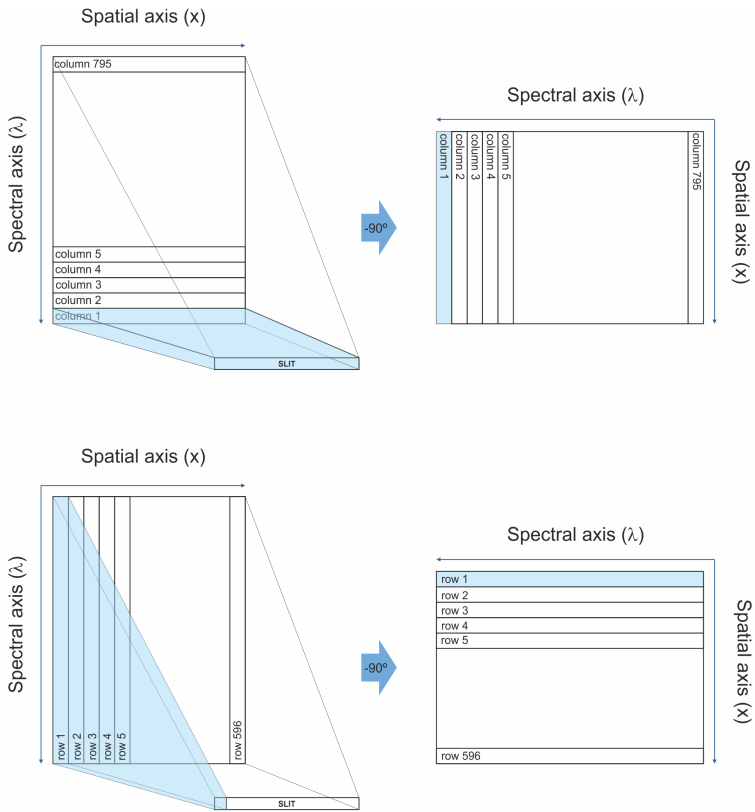 Spatial axis (x)
Spectral axis (λ)
column 795
column 5
column 4
column 3
column 2
column 1
SLIT
-90º
Spectral axis (λ)
column 1
column 2
column 3
column 4
column 5
column 795
Spatial axis (x)
Spatial axis (x)
Spectral axis (λ)
row 1
row 2
row 3
row 4
row 5
row 596
SLIT
-90º
Spectral axis (λ)
row 1
row 2
row 3
row 4
row 5
row 596
Spatial axis (x)